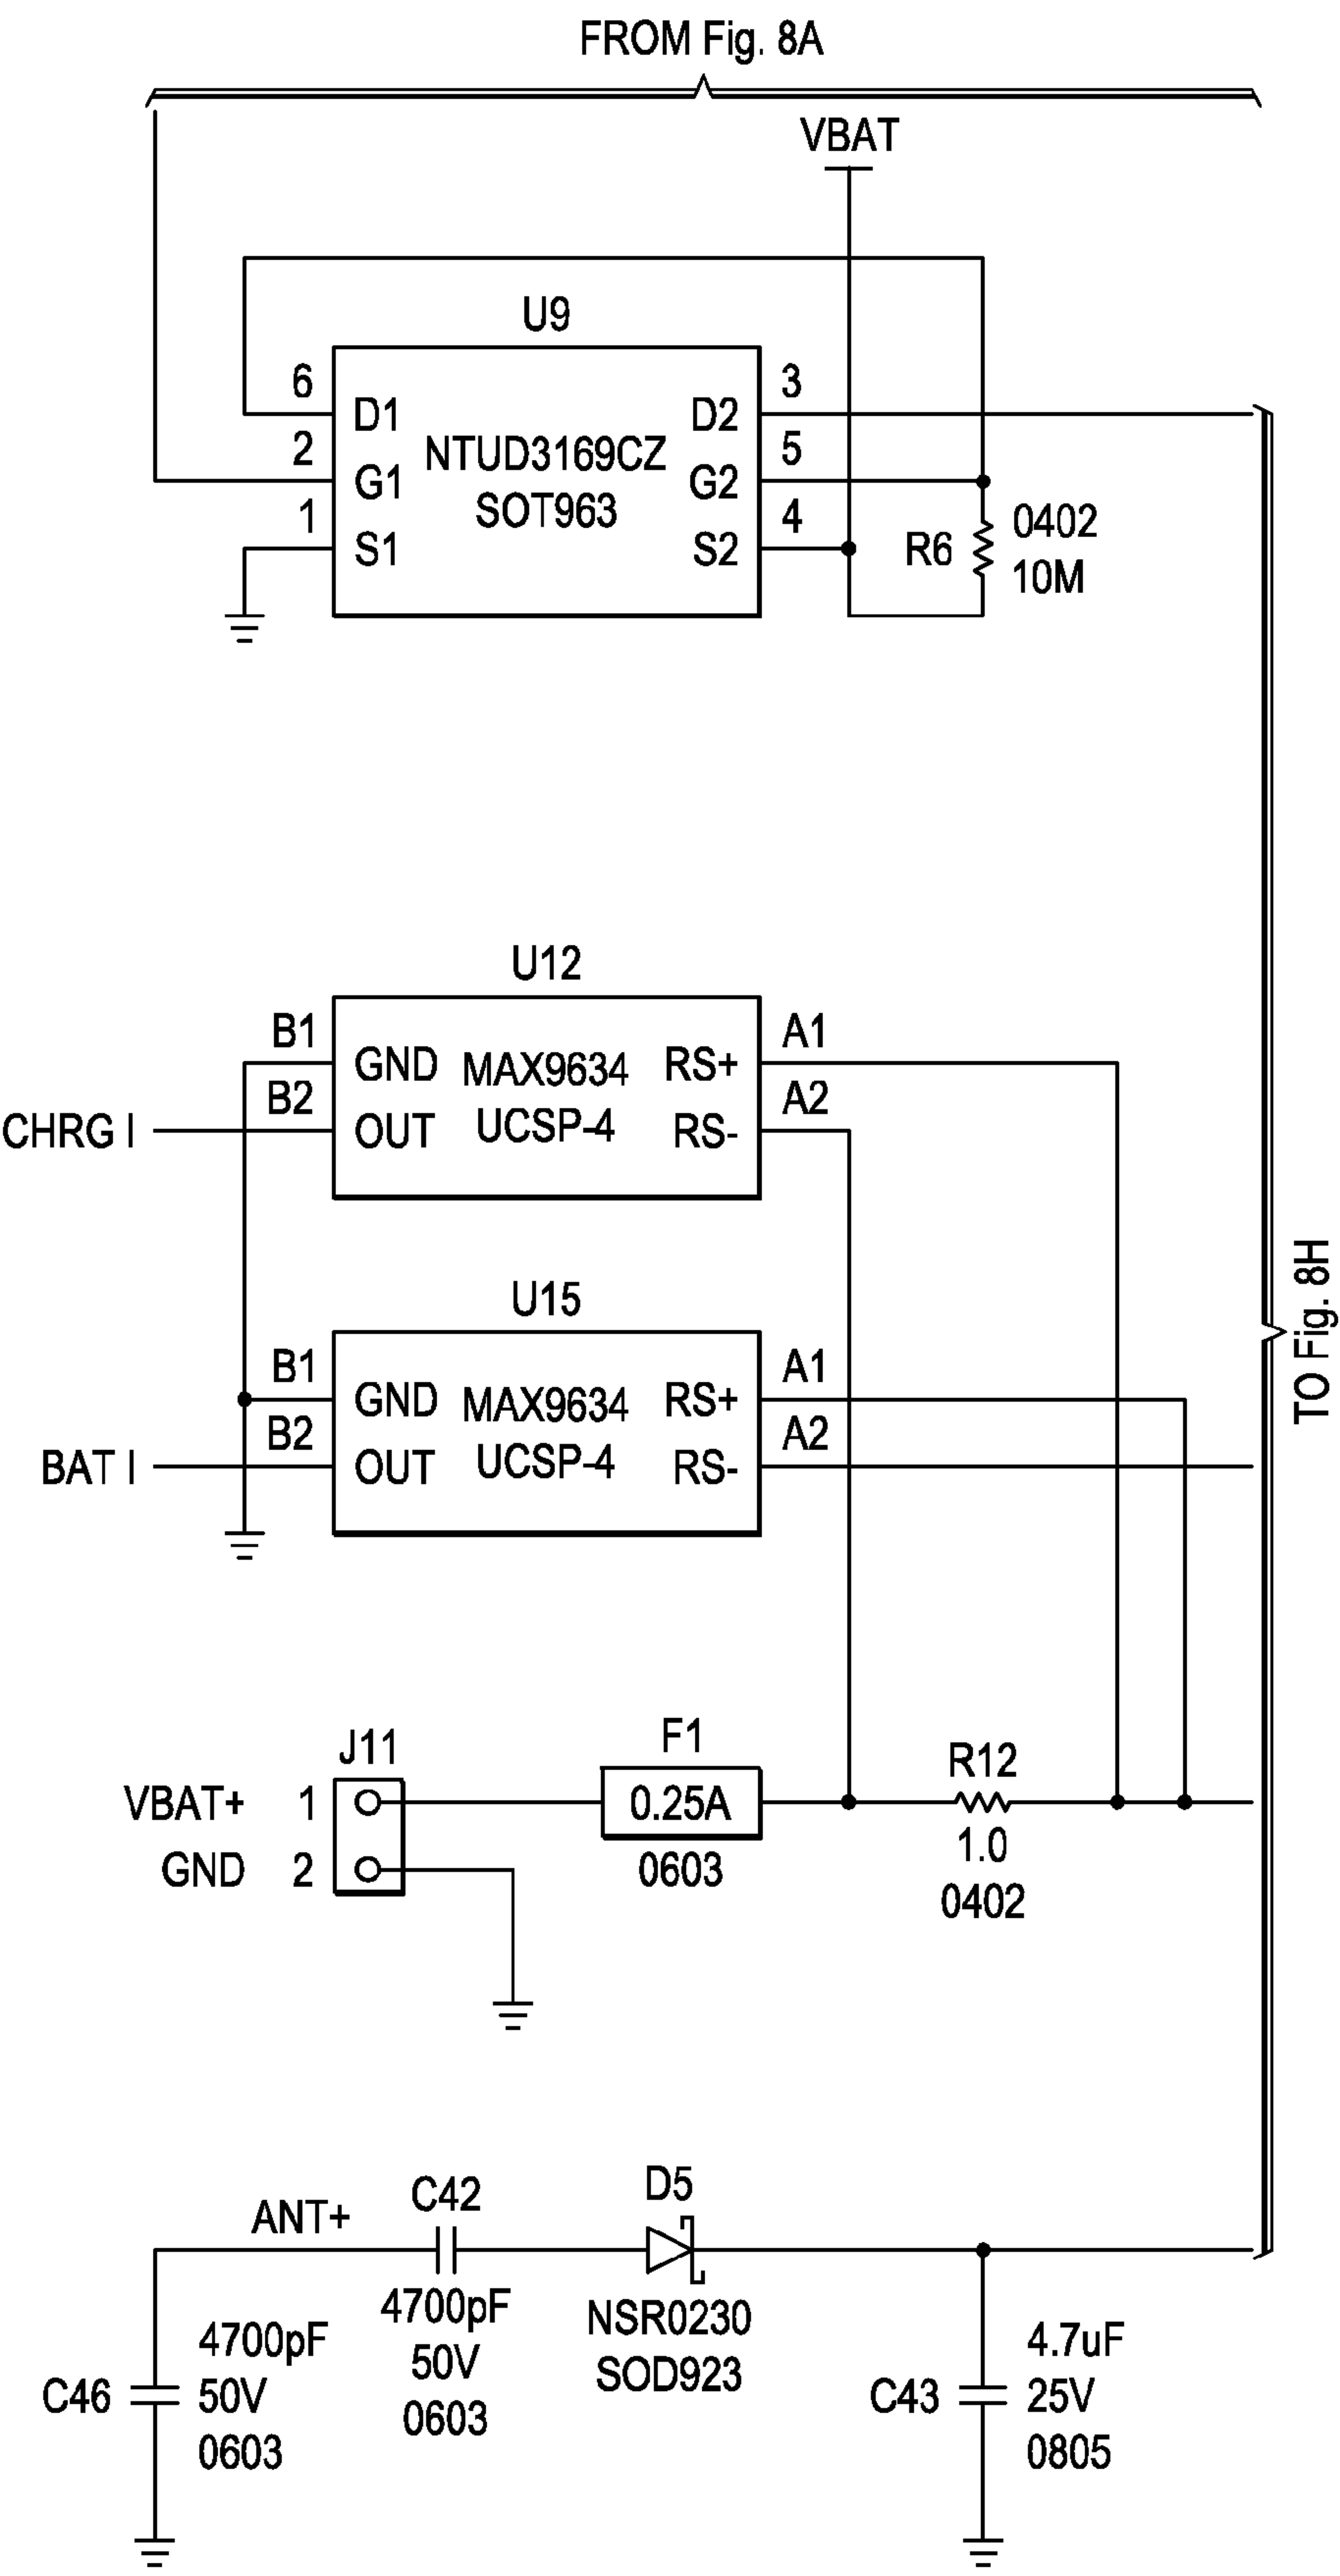 FROM Fig. 8A
VBAT
U9
6
D1
D2
3
2
G1
NTUD3169CZ
SOT963
G2
5
1
S1
S2
4
R6
0402
10M
U12
B1
GND
MAX9634
RS+
A1
CHRG I
B2
OUT
UCSP-4
RS-
A2
U15
B1
GND
MAX9634
RS+
A1
BAT I
B2
OUT
UCSP-4
RS-
A2
TO Fig. 8H
J11
VBAT+
1
GND
2
F1
0.25A
0603
R12
1.0
0402
ANT+
C42
4700pF
50V
0603
D5
NSR0230
SOD923
C46
4700pF
50V
0603
C43
4.7uF
25V
0805